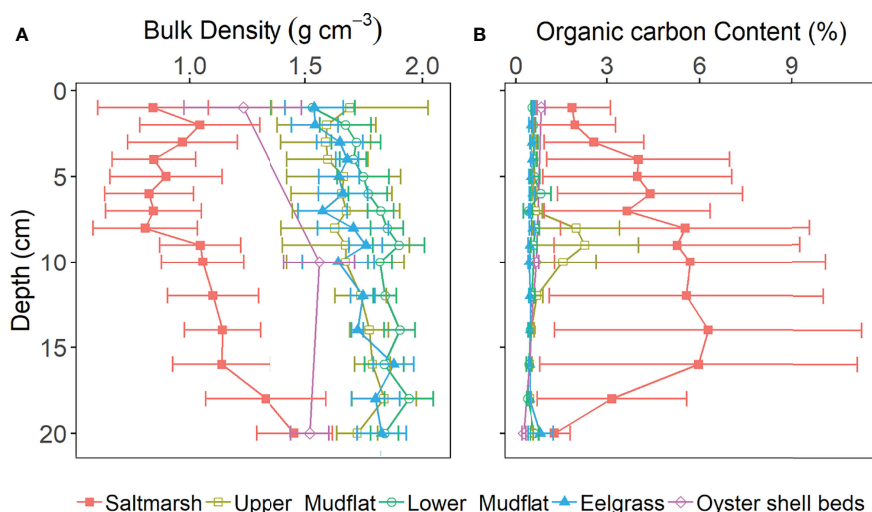 A Bulk Density (g cm⁻³) B Organic carbon Content (%)
1.0 1.5 2.0 0 3 6 9
0
5
10
15
20
Depth (cm)
Saltmarsh Upper Mudflat Lower Mudflat Eelgrass Oyster shell beds